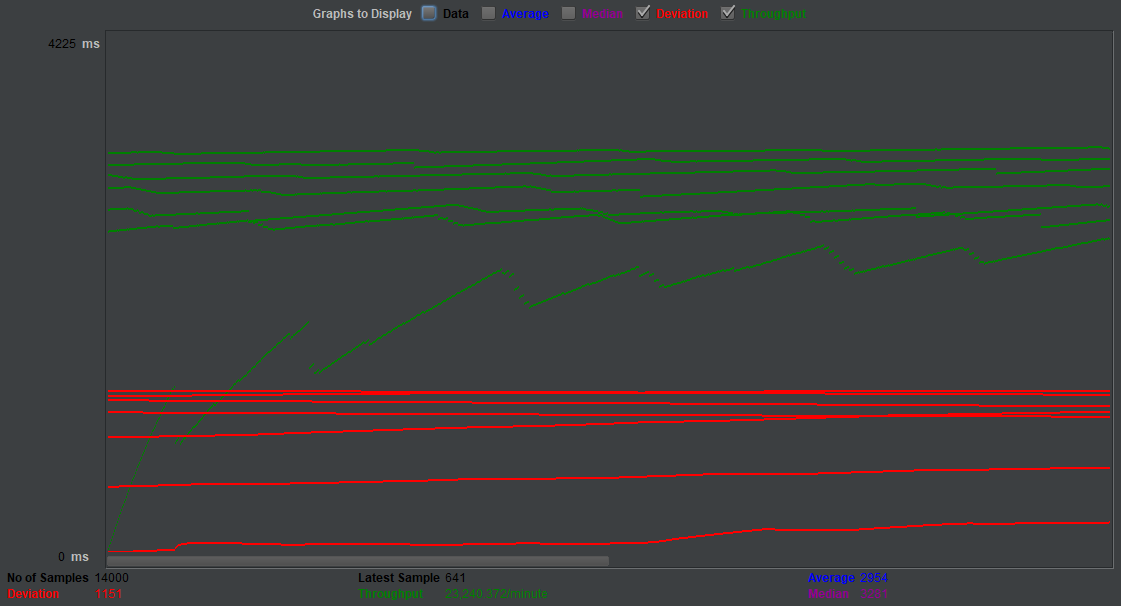 Graphs to Display Data Average Median Deviation Throughput
4225 ms
0 ms
No of Samples 14000 Latest Sample 641 Average 2954
Deviation 1151 Throughput 23,240.372/minute Median